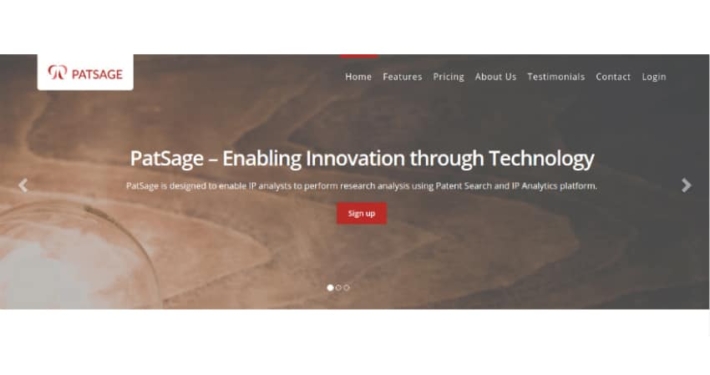 PATSAGE
Home Features Pricing About Us Testimonials Contact Login
PatSage – Enabling Innovation through Technology
PatSage is designed to enable IP analysts to perform research analysis using Patent Search and IP Analytics platform.
Sign up